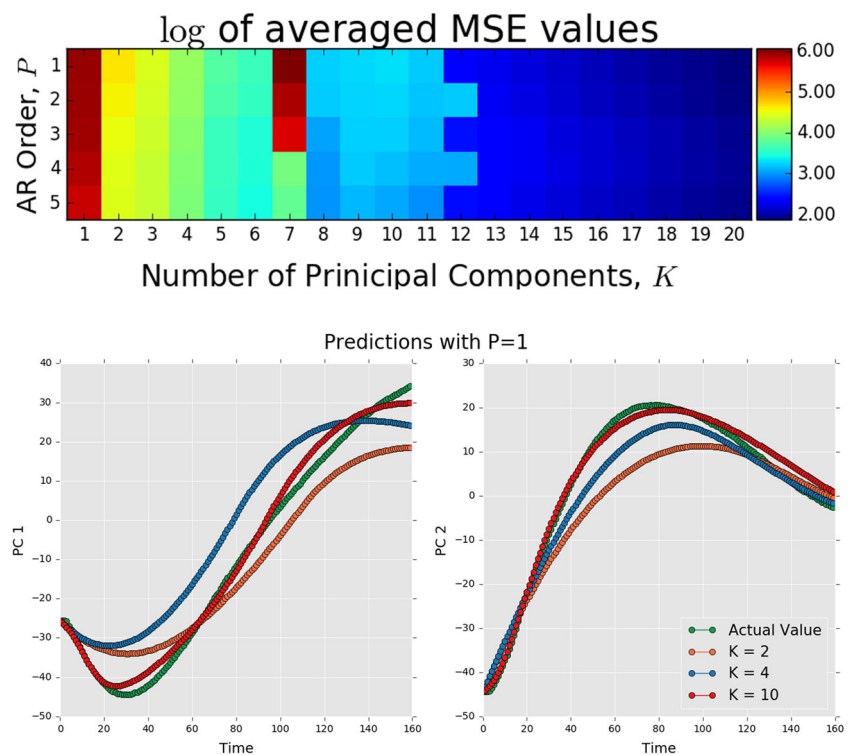 log of averaged MSE values
AR Order, P
1
2
3
4
5
6.00
4.00
2.00
1 2 3 4 5 6 7 8 9 10 11 12 13 14 15 16 17 18 19 20
Number of Prinicipal Components, K
Predictions with P=1
40
30
20
10
0
−10
−20
−30
−40
−50
PC 1
0 20 40 60 80 100 120 140 160
Time
30
20
10
0
−10
−20
−30
−40
−50
PC 2
Actual Value
K = 2
K = 4
K = 10
0 20 40 60 80 100 120 140 160
Time